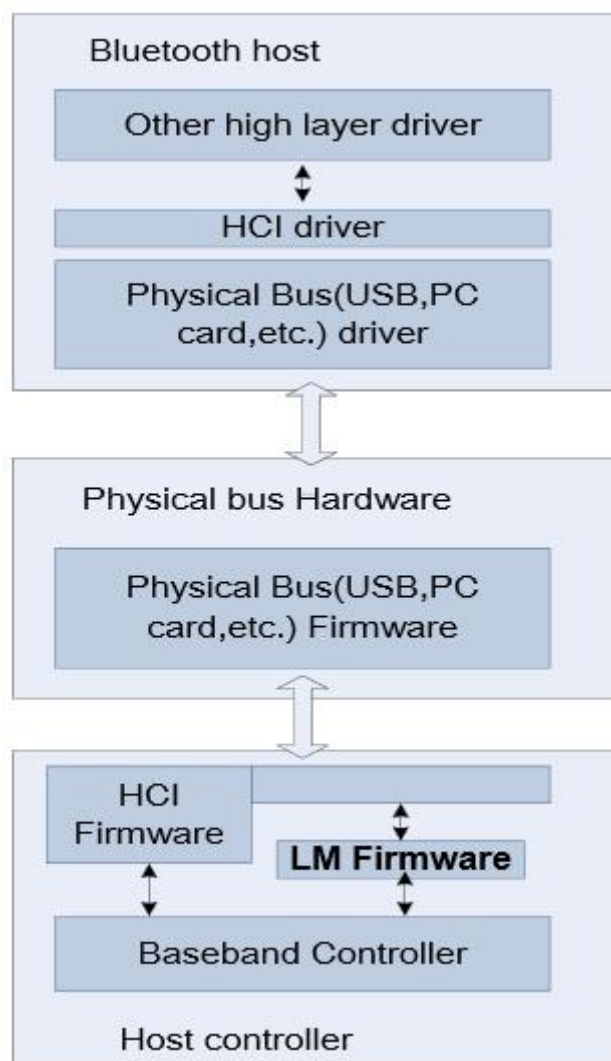 Bluetooth host
Other high layer driver
HCI driver
Physical Bus(USB,PC
card,etc.) driver
Physical bus Hardware
Physical Bus(USB,PC
card,etc.) Firmware
HCI
Firmware
LM Firmware
Baseband Controller
Host controller